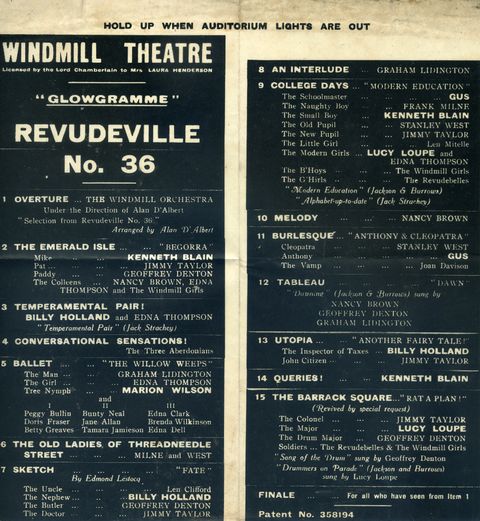 HOLD UP WHEN AUDITORIUM LIGHTS ARE OUT
WINDMILL THEATRE
Licensed by the Lord Chamberlain to Mrs. LAURA HENDERSON
"GLOWGRAMME"
REVUDEVILLE
No. 36
1 OVERTURE ... THE WINDMILL ORCHESTRA
Under the Direction of Alan D'Albert
"Selection from Revudeville No. 36"
Arranged by Alan D'Albert
2 THE EMERALD ISLE ... "BEGORRA"
Mike ... KENNETH BLAIN
Pat ... JIMMY TAYLOR
Paddy ... GEOFFREY DENTON
The Colleens ... NANCY BROWN, EDNA
THOMPSON and The Windmill Girls
3 TEMPERAMENTAL PAIR!
BILLY HOLLAND and EDNA THOMPSON
"Temperamental Pair" (Jack Strachey)
4 CONVERSATIONAL SENSATIONS!
The Three Aberdonians
5 BALLET ... "THE WILLOW WEEPS"
The Man ... GRAHAM LIDINGTON
The Girl ... EDNA THOMPSON
Tree Nymph ... MARION WILSON
and
I II III
Peggy Bullin Bunty Neal Edna Clark
Doris Fraser Jane Allan Brenda Wilkinson
Betty Greaves Tamara Jamieson Edna Dell
6 THE OLD LADIES OF THREADNEEDLE
STREET ... MILNE and WEST
7 SKETCH ... "FATE"
By Edmond Lestocq
The Uncle ... Len Clifford
The Nephew ... BILLY HOLLAND
The Butler ... GEOFFREY DENTON
The Doctor ... JIMMY TAYLOR
8 AN INTERLUDE ... GRAHAM LIDINGTON
9 COLLEGE DAYS ... "MODERN EDUCATION"
The Schoolmaster ... GUS
The Naughty Boy ... FRANK MILNE
The Small Boy ... KENNETH BLAIN
The Old Pupil ... STANLEY WEST
The New Pupil ... JIMMY TAYLOR
The Little Girl ... Len Mitelle
The Modern Girls ... LUCY LOUPE and
EDNA THOMPSON
The B'Hoys ... The Windmill Girls
The G'Hirls ... The Revudebelles
"Modern Education" (Jackson & Burrows)
"Alphabet-up-to-date" (Jack Strachey)
10 MELODY ... NANCY BROWN
11 BURLESQUE ... "ANTHONY & CLEOPATRA"
Cleopatra ... STANLEY WEST
Anthony ... GUS
The Vamp ... Joan Davison
12 TABLEAU ... "DAWN"
"Dawning" (Jackson & Burrows) sung by
NANCY BROWN
GEOFFREY DENTON
GRAHAM LIDINGTON
13 UTOPIA ... "ANOTHER FAIRY TALE!"
The Inspector of Taxes ... BILLY HOLLAND
John Citizen ... JIMMY TAYLOR
14 QUERIES! ... KENNETH BLAIN
15 THE BARRACK SQUARE... "RAT A PLAN!"
(Revived by special request)
The Colonel ... JIMMY TAYLOR
The Major ... LUCY LOUPE
The Drum Major ... GEOFFREY DENTON
Soldiers ... The Revudebelles & The Windmill Girls
"Song of the Drum" sung by Geoffrey Denton
"Drummers on Parade" (Jackson and Burrows)
sung by Lucy Loupe
FINALE ... For all who have seen from Item 1
Patent No. 358194